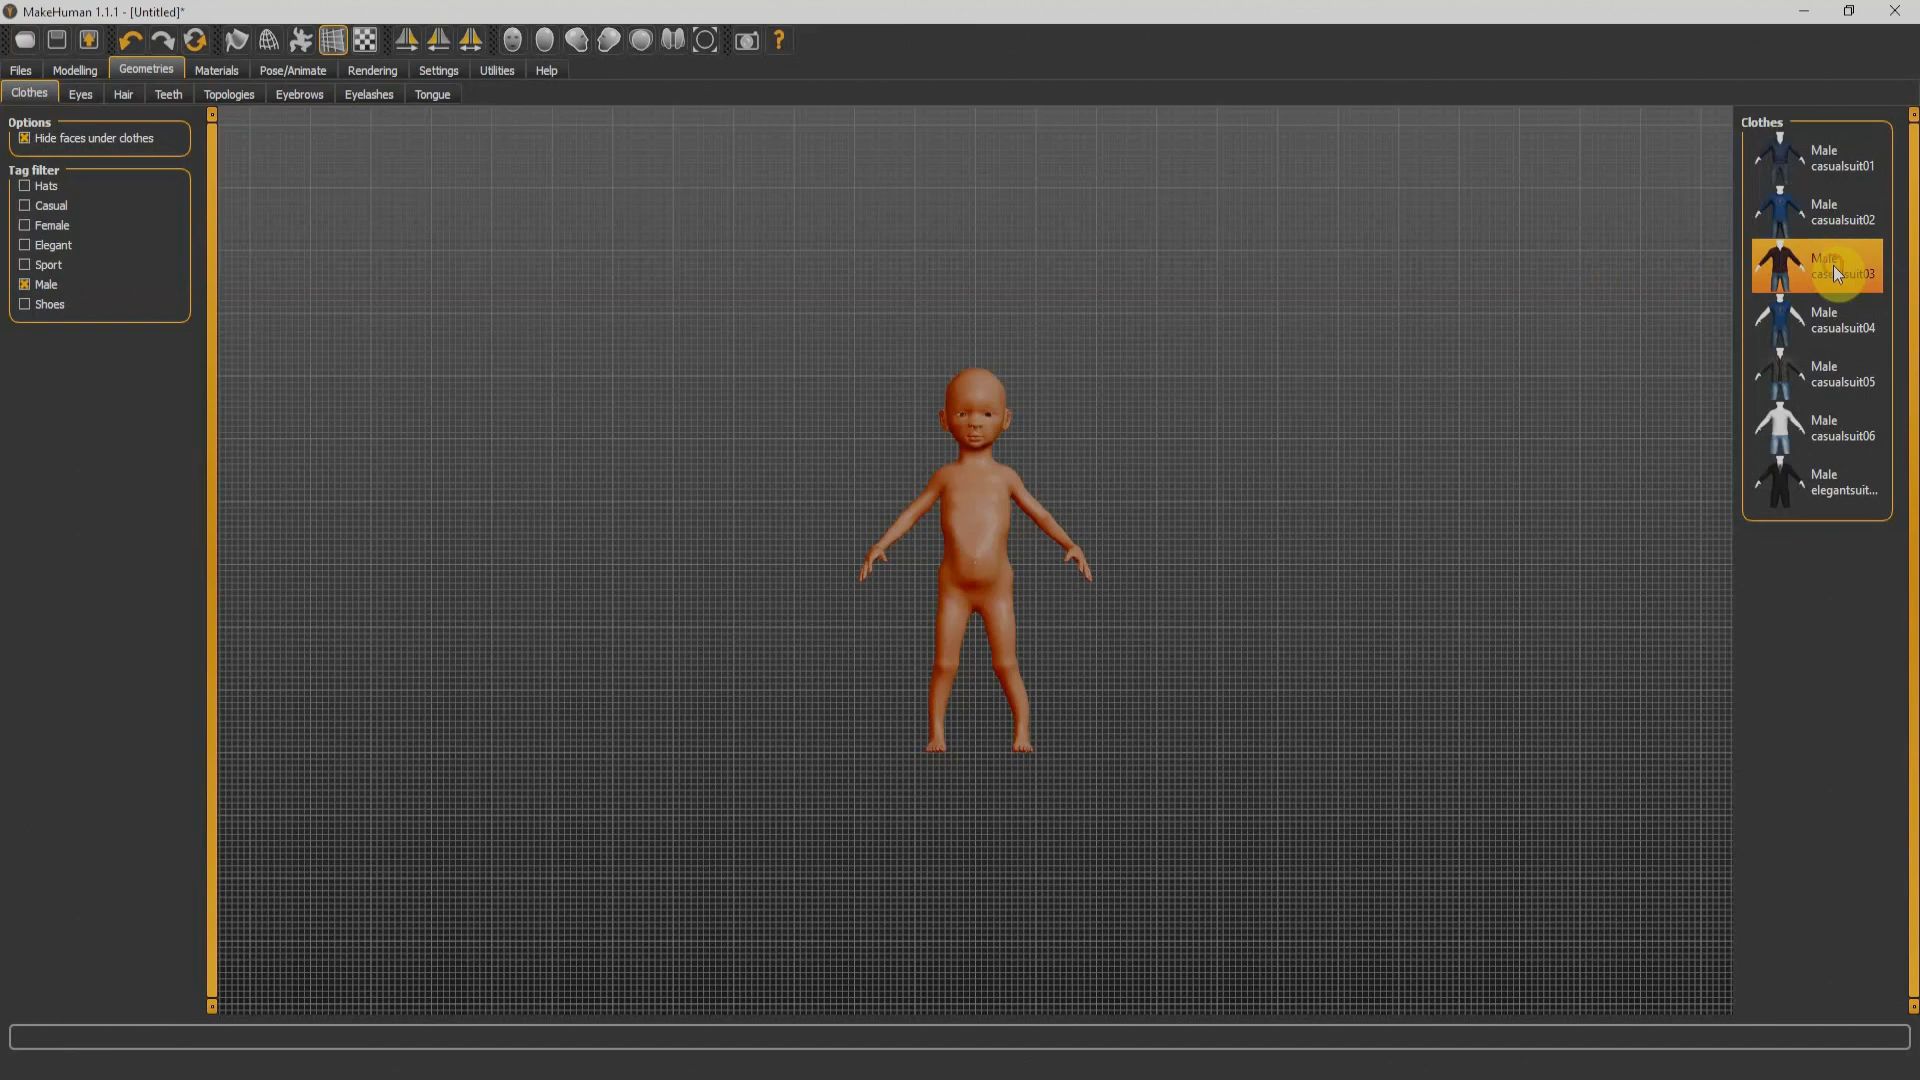 MakeHuman 1.1.1 - [Untitled]*
Files Modelling Geometries Materials Pose/Animate Rendering Settings Utilities Help
Clothes Eyes Hair Teeth Topologies Eyebrows Eyelashes Tongue
Options
Hide faces under clothes
Tag filter
Hats
Casual
Female
Elegant
Sport
Male
Shoes
Clothes
Male
casualsuit01
Male
casualsuit02
Male
casualsuit03
Male
casualsuit04
Male
casualsuit05
Male
casualsuit06
Male
elegantsuit...